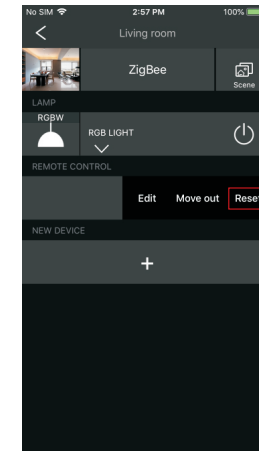 No SIM 2:57 PM 100%
Living room
ZigBee
Scene
LAMP
RGBW
RGB LIGHT
REMOTE CONTROL
Edit Move out Reset
NEW DEVICE
+